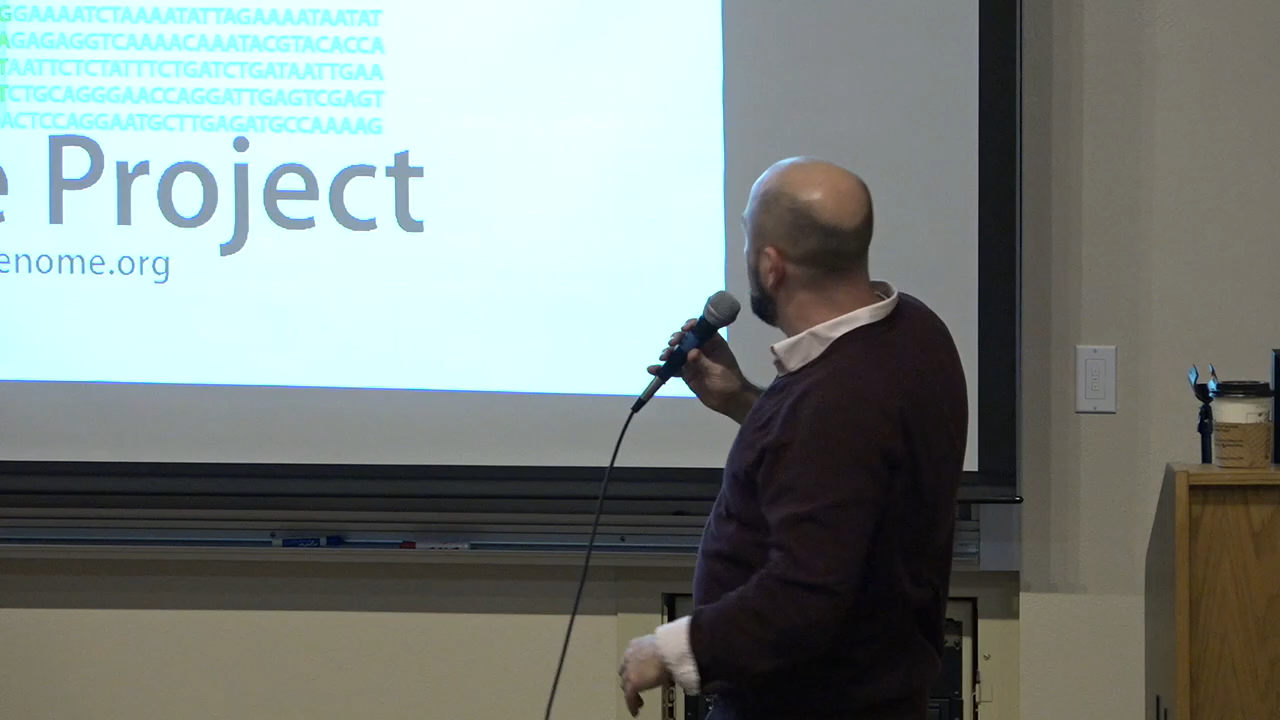 GGAAAATCTAAAATATTAGAAAATAATAT
AGAGAGGTCAAAACAAATACGTACACCA
TAATTCTCTATTTCTGATCTGATAATTGAA
TCTGCAGGGAACCAGGATTGAGTCGAGT
ACTCCAGGAATGCTTGAGATGCCAAAAG
e Project
enome.org